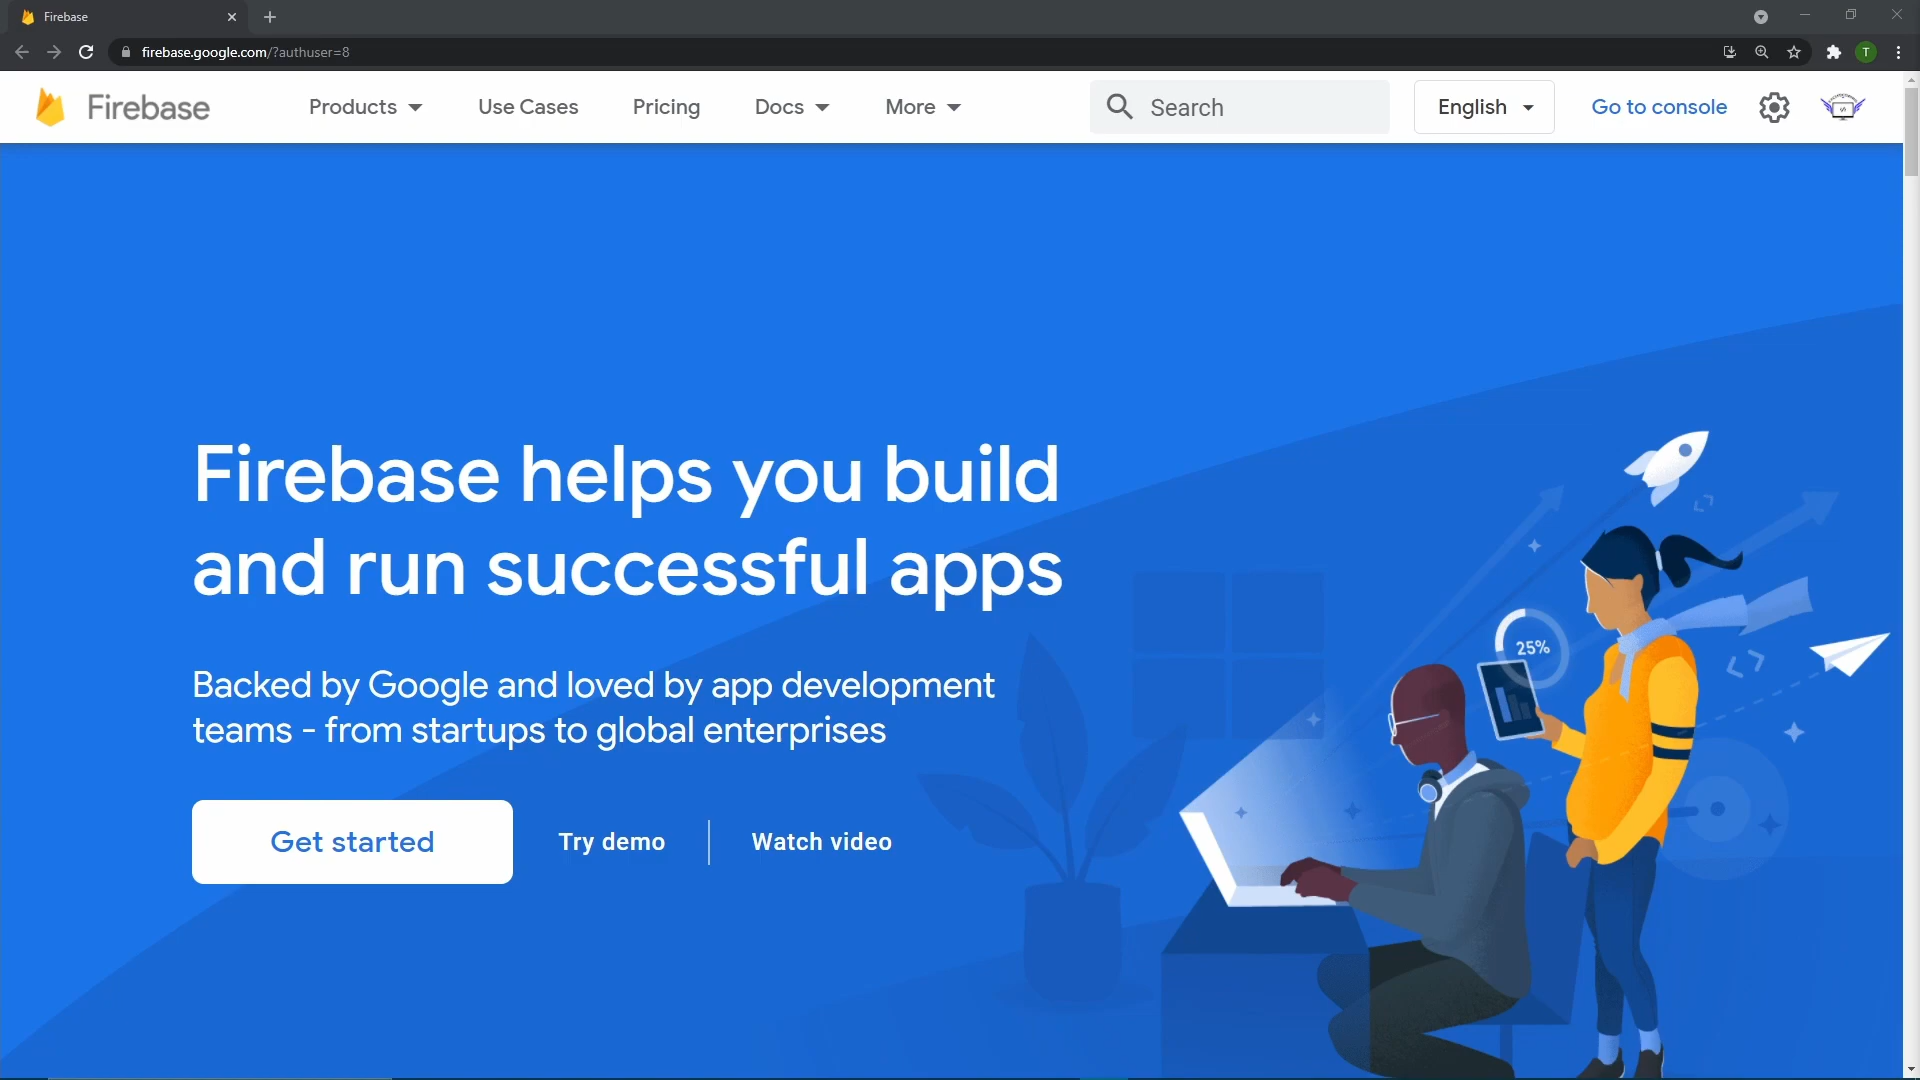 Firebase
firebase.google.com/?authuser=8
T
Firebase
Products
Use Cases
Pricing
Docs
More
Search
English
Go to console
Firebase helps you build
and run successful apps
Backed by Google and loved by app development
teams - from startups to global enterprises
Get started
Try demo
Watch video
25%